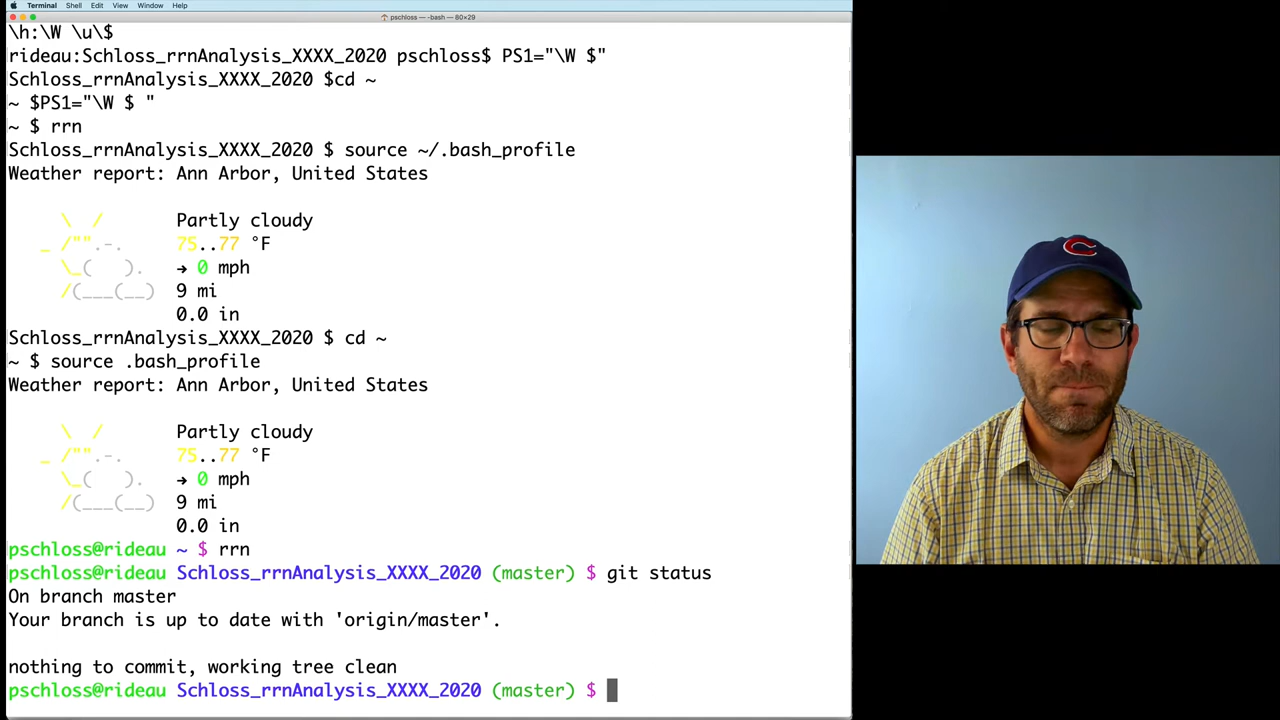 Terminal Shell Edit View Window Help
pschloss — -bash — 80×29
\h:\W \u\$
rideau:Schloss_rrnAnalysis_XXXX_2020 pschloss$ PS1="\W $"
Schloss_rrnAnalysis_XXXX_2020 $cd ~
~ $PS1="\W $ "
~ $ rrn
Schloss_rrnAnalysis_XXXX_2020 $ source ~/.bash_profile
Weather report: Ann Arbor, United States
\ / Partly cloudy
_ /"".-. 75..77 °F
\_( ). → 0 mph
/(___(__) 9 mi
0.0 in
Schloss_rrnAnalysis_XXXX_2020 $ cd ~
~ $ source .bash_profile
Weather report: Ann Arbor, United States
\ / Partly cloudy
_ /"".-. 75..77 °F
\_( ). → 0 mph
/(___(__) 9 mi
0.0 in
pschloss@rideau ~ $ rrn
pschloss@rideau Schloss_rrnAnalysis_XXXX_2020 (master) $ git status
On branch master
Your branch is up to date with 'origin/master'.
nothing to commit, working tree clean
pschloss@rideau Schloss_rrnAnalysis_XXXX_2020 (master) $
C